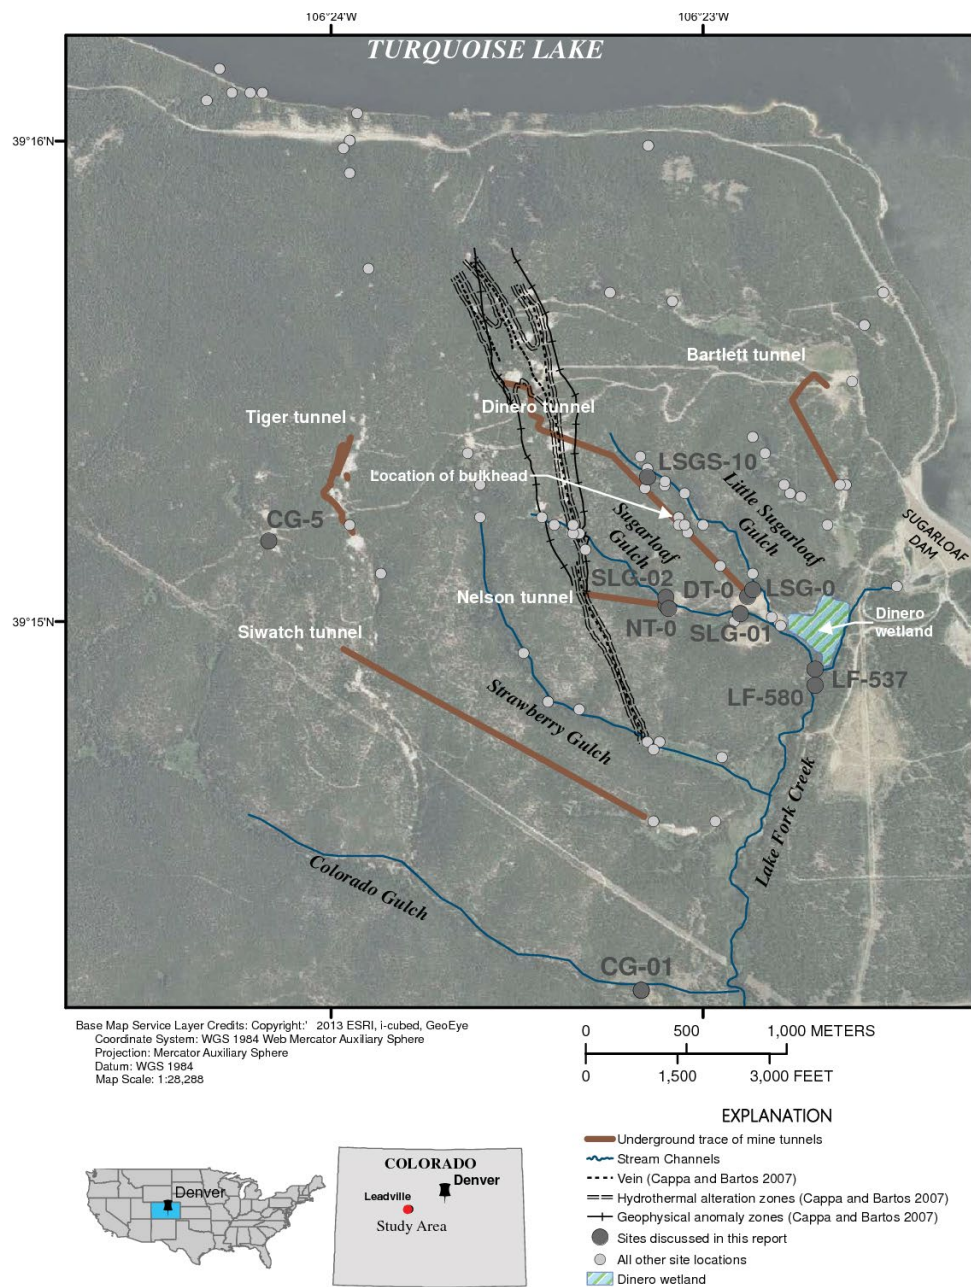 106°24'W
106°23'W
TURQUOISE LAKE
39°16'N
Bartlett tunnel
Dinero tunnel
Tiger tunnel
Location of bulkhead
LSGS-10
Little Sugarloaf
Gulch
Sugarloaf
Gulch
SUGARLOAF
DAM
CG-5
SLG-02
DT-0
LSG-0
Nelson tunnel
NT-0
SLG-01
Dinero
wetland
39°15'N
Siwatch tunnel
LF-537
LF-580
Strawberry Gulch
Lake Fork Creek
Colorado Gulch
CG-01
Base Map Service Layer Credits: Copyright:' 2013 ESRI, i-cubed, GeoEye
Coordinate System: WGS 1984 Web Mercator Auxiliary Sphere
Projection: Mercator Auxiliary Sphere
Datum: WGS 1984
Map Scale: 1:28,288
0 500 1,000 METERS
0 1,500 3,000 FEET
EXPLANATION
Underground trace of mine tunnels
Stream Channels
Vein (Cappa and Bartos 2007)
Hydrothermal alteration zones (Cappa and Bartos 2007)
Geophysical anomaly zones (Cappa and Bartos 2007)
Sites discussed in this report
All other site locations
Dinero wetland
Denver
COLORADO
Denver
Leadville
Study Area